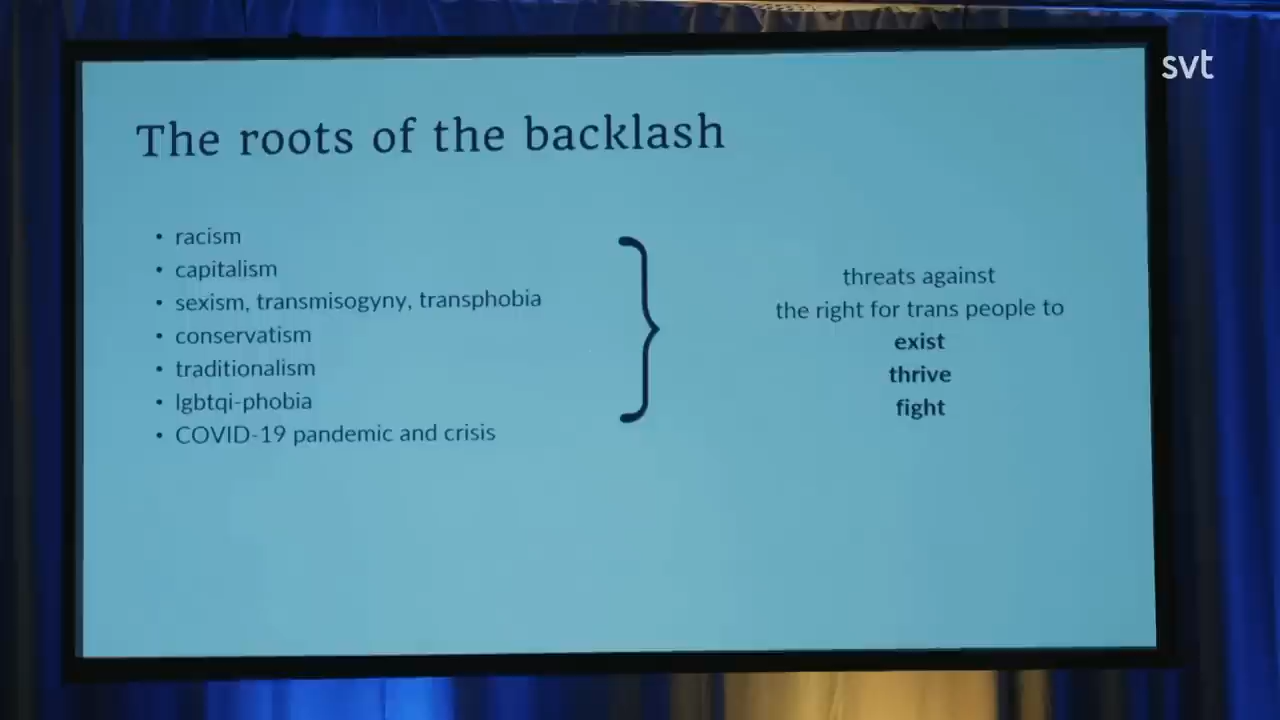 svt
The roots of the backlash
• racism
• capitalism
• sexism, transmisogyny, transphobia
• conservatism
• traditionalism
• lgbtqi-phobia
• COVID-19 pandemic and crisis
threats against
the right for trans people to
exist
thrive
fight